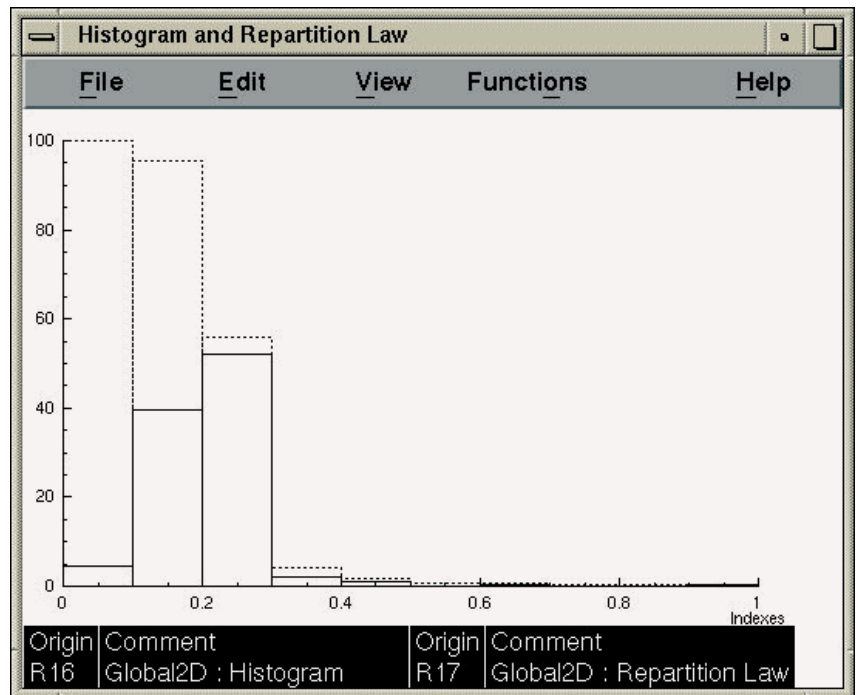 Histogram and Repartition Law
File Edit View Functions Help
100
80
60
40
20
0
0 0.2 0.4 0.6 0.8 1
Indexes
Origin Comment Origin Comment
R16 Global2D : Histogram R17 Global2D : Repartition Law